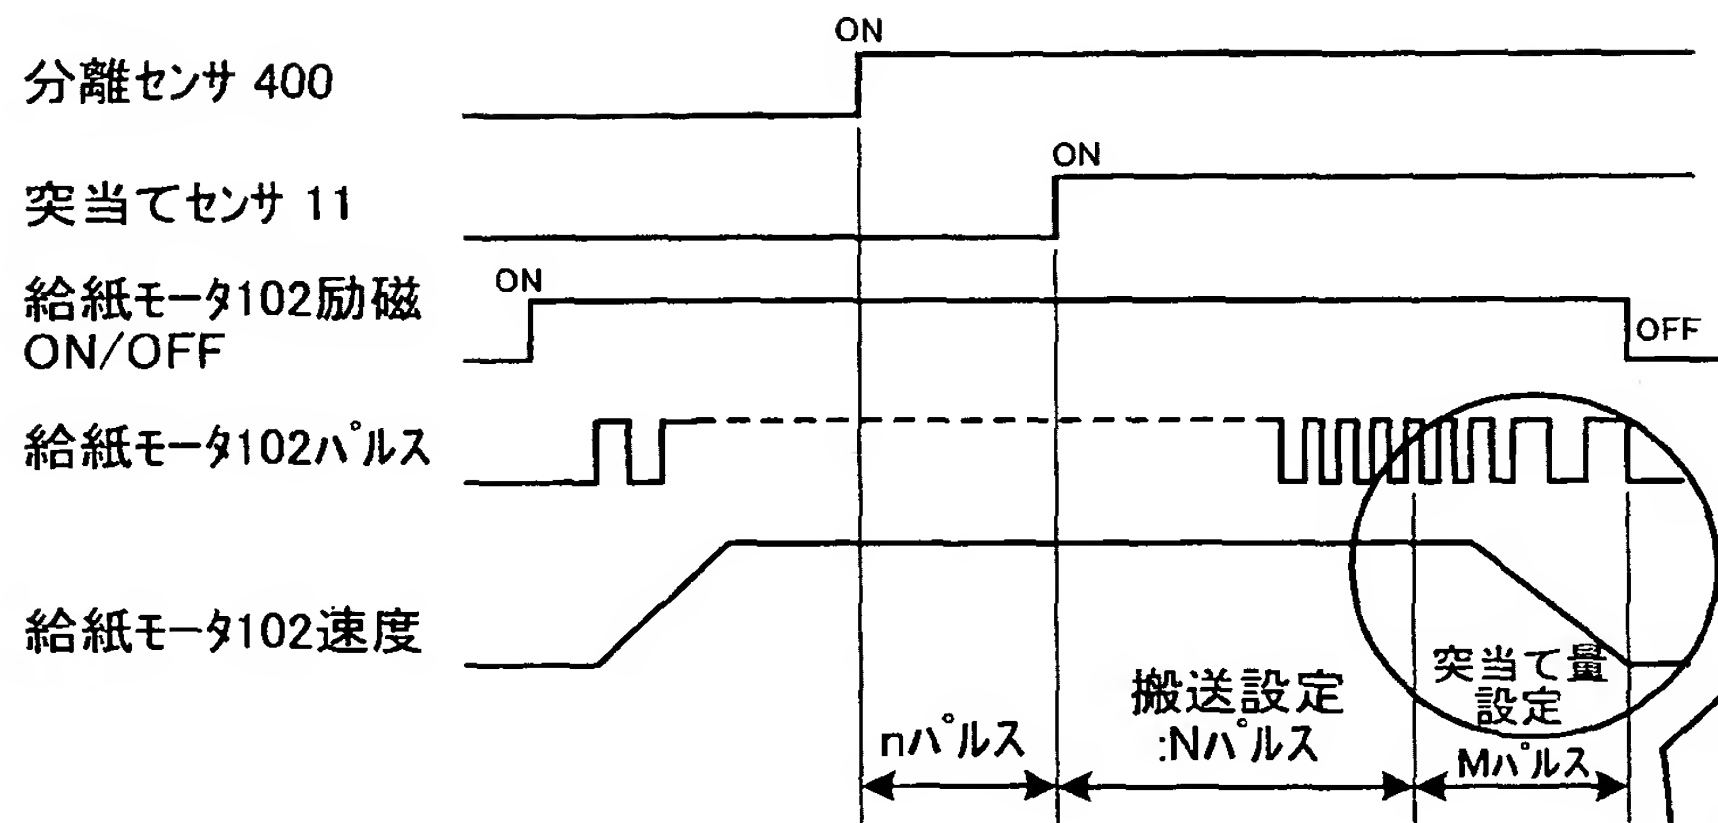 ON
分離センサ 400
ON
突当てセンサ 11
ON
給紙モータ102励磁
ON/OFF
OFF
給紙モータ102パルス
給紙モータ102速度
突当て量
設定
搬送設定
:Nパルス
nパルス
Mパルス